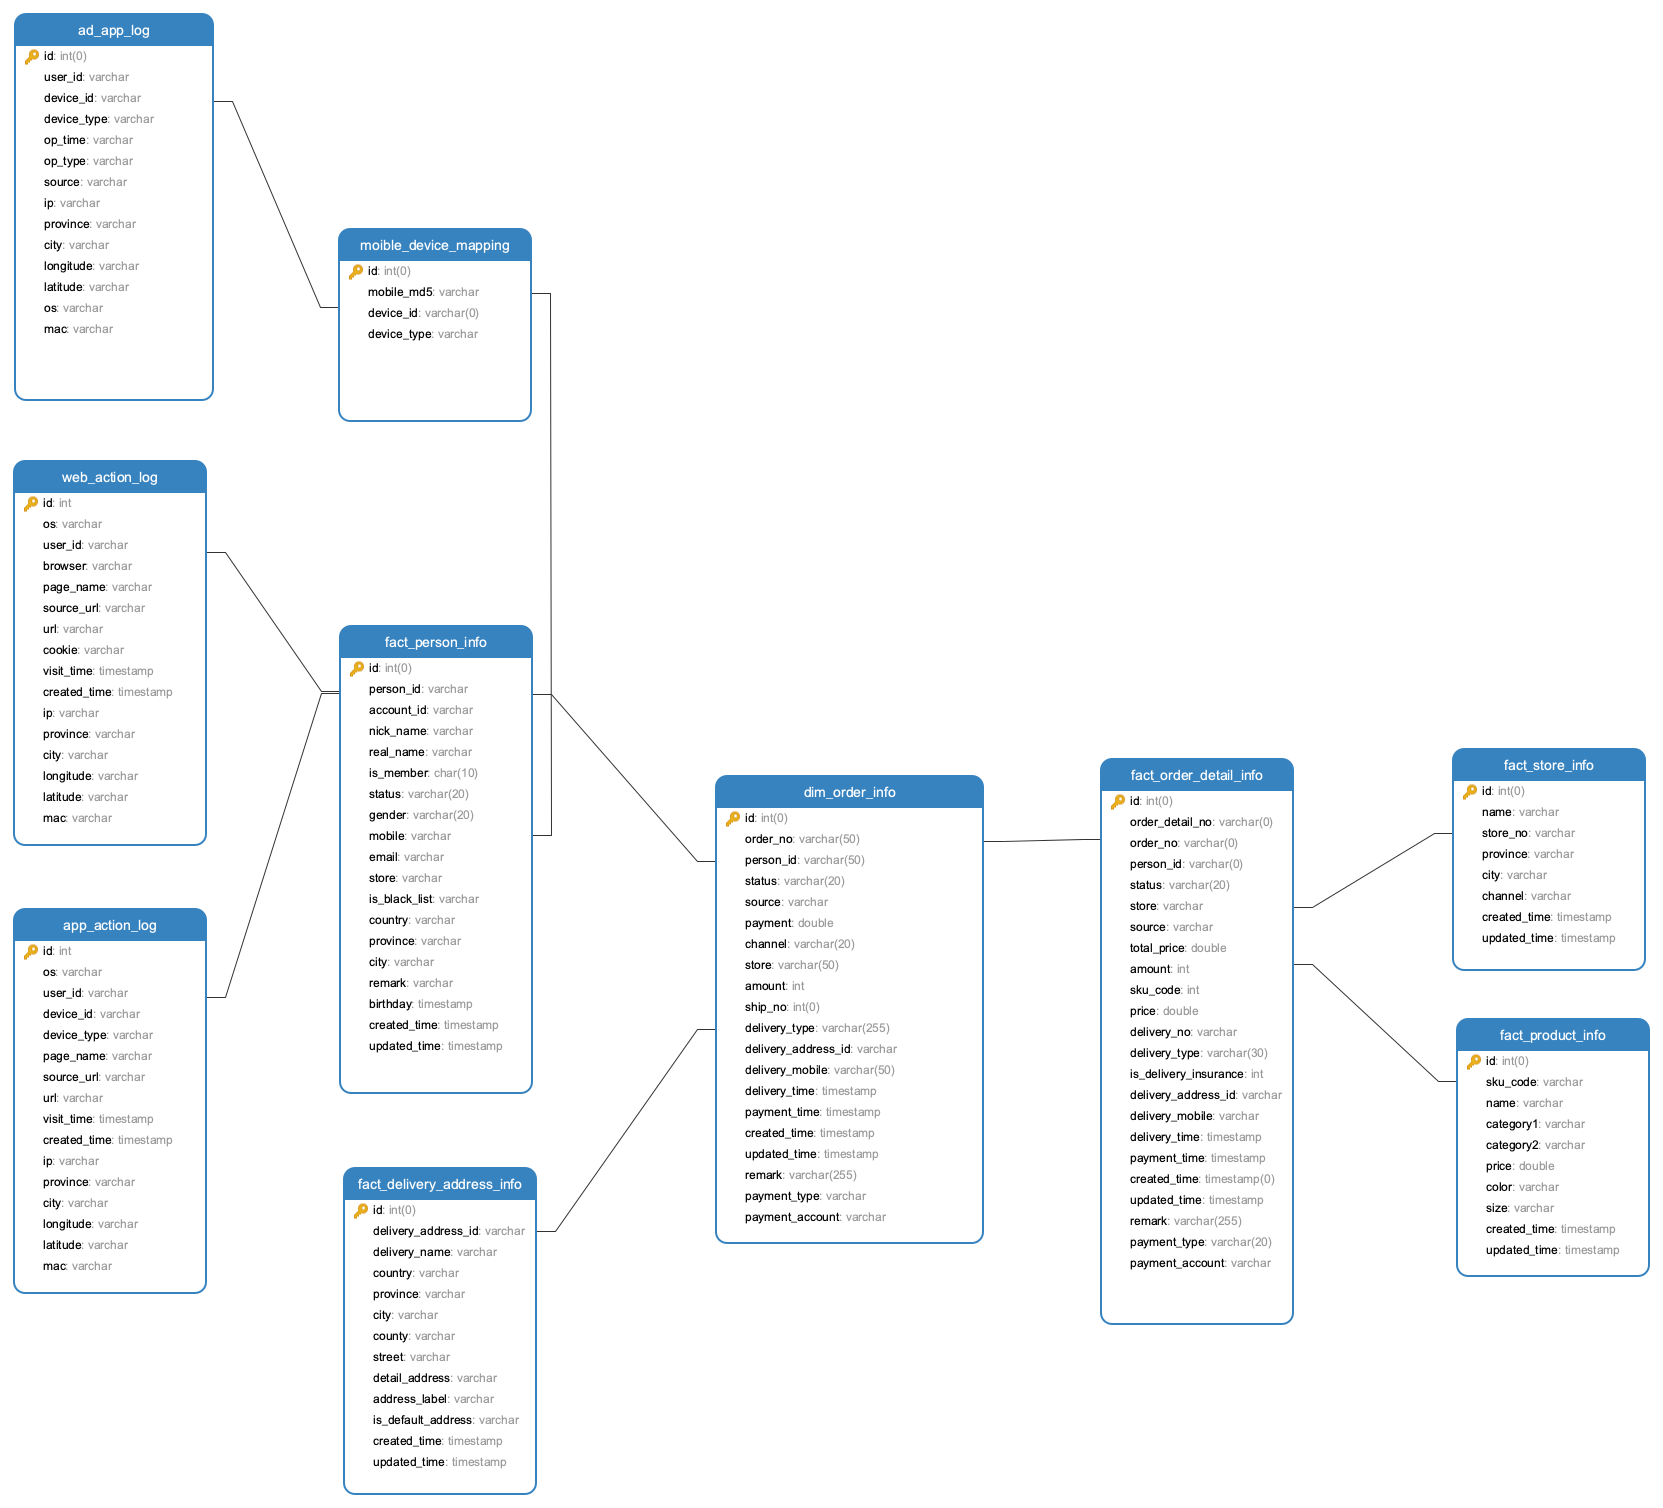 ad_app_log
id: int(0)
user_id: varchar
device_id: varchar
device_type: varchar
op_time: varchar
op_type: varchar
source: varchar
ip: varchar
province: varchar
city: varchar
longitude: varchar
latitude: varchar
os: varchar
mac: varchar
moible_device_mapping
id: int(0)
mobile_md5: varchar
device_id: varchar(0)
device_type: varchar
web_action_log
id: int
os: varchar
user_id: varchar
browser: varchar
page_name: varchar
source_url: varchar
url: varchar
cookie: varchar
visit_time: timestamp
created_time: timestamp
ip: varchar
province: varchar
city: varchar
longitude: varchar
latitude: varchar
mac: varchar
fact_person_info
id: int(0)
person_id: varchar
account_id: varchar
nick_name: varchar
real_name: varchar
is_member: char(10)
status: varchar(20)
gender: varchar(20)
mobile: varchar
email: varchar
store: varchar
is_black_list: varchar
country: varchar
province: varchar
city: varchar
remark: varchar
birthday: timestamp
created_time: timestamp
updated_time: timestamp
app_action_log
id: int
os: varchar
user_id: varchar
device_id: varchar
device_type: varchar
page_name: varchar
source_url: varchar
url: varchar
visit_time: timestamp
created_time: timestamp
ip: varchar
province: varchar
city: varchar
longitude: varchar
latitude: varchar
mac: varchar
fact_delivery_address_info
id: int(0)
delivery_address_id: varchar
delivery_name: varchar
country: varchar
province: varchar
city: varchar
county: varchar
street: varchar
detail_address: varchar
address_label: varchar
is_default_address: varchar
created_time: timestamp
updated_time: timestamp
dim_order_info
id: int(0)
order_no: varchar(50)
person_id: varchar(50)
status: varchar(20)
source: varchar
payment: double
channel: varchar(20)
store: varchar(50)
amount: int
ship_no: int(0)
delivery_type: varchar(255)
delivery_address_id: varchar
delivery_mobile: varchar(50)
delivery_time: timestamp
payment_time: timestamp
created_time: timestamp
updated_time: timestamp
remark: varchar(255)
payment_type: varchar
payment_account: varchar
fact_order_detail_info
id: int(0)
order_detail_no: varchar(0)
order_no: varchar(0)
person_id: varchar(0)
status: varchar(20)
store: varchar
source: varchar
total_price: double
amount: int
sku_code: int
price: double
delivery_no: varchar
delivery_type: varchar(30)
is_delivery_insurance: int
delivery_address_id: varchar
delivery_mobile: varchar
delivery_time: timestamp
payment_time: timestamp
created_time: timestamp(0)
updated_time: timestamp
remark: varchar(255)
payment_type: varchar(20)
payment_account: varchar
fact_store_info
id: int(0)
name: varchar
store_no: varchar
province: varchar
city: varchar
channel: varchar
created_time: timestamp
updated_time: timestamp
fact_product_info
id: int(0)
sku_code: varchar
name: varchar
category1: varchar
category2: varchar
price: double
color: varchar
size: varchar
created_time: timestamp
updated_time: timestamp